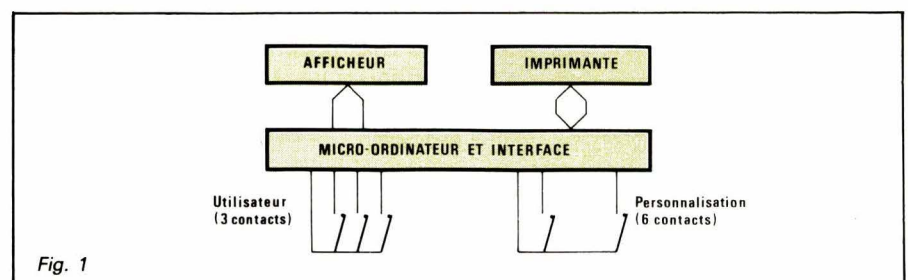 AFFICHEUR
IMPRIMANTE
MICRO-ORDINATEUR ET INTERFACE
Utilisateur
(3 contacts)
Personnalisation
(6 contacts)
Fig. 1